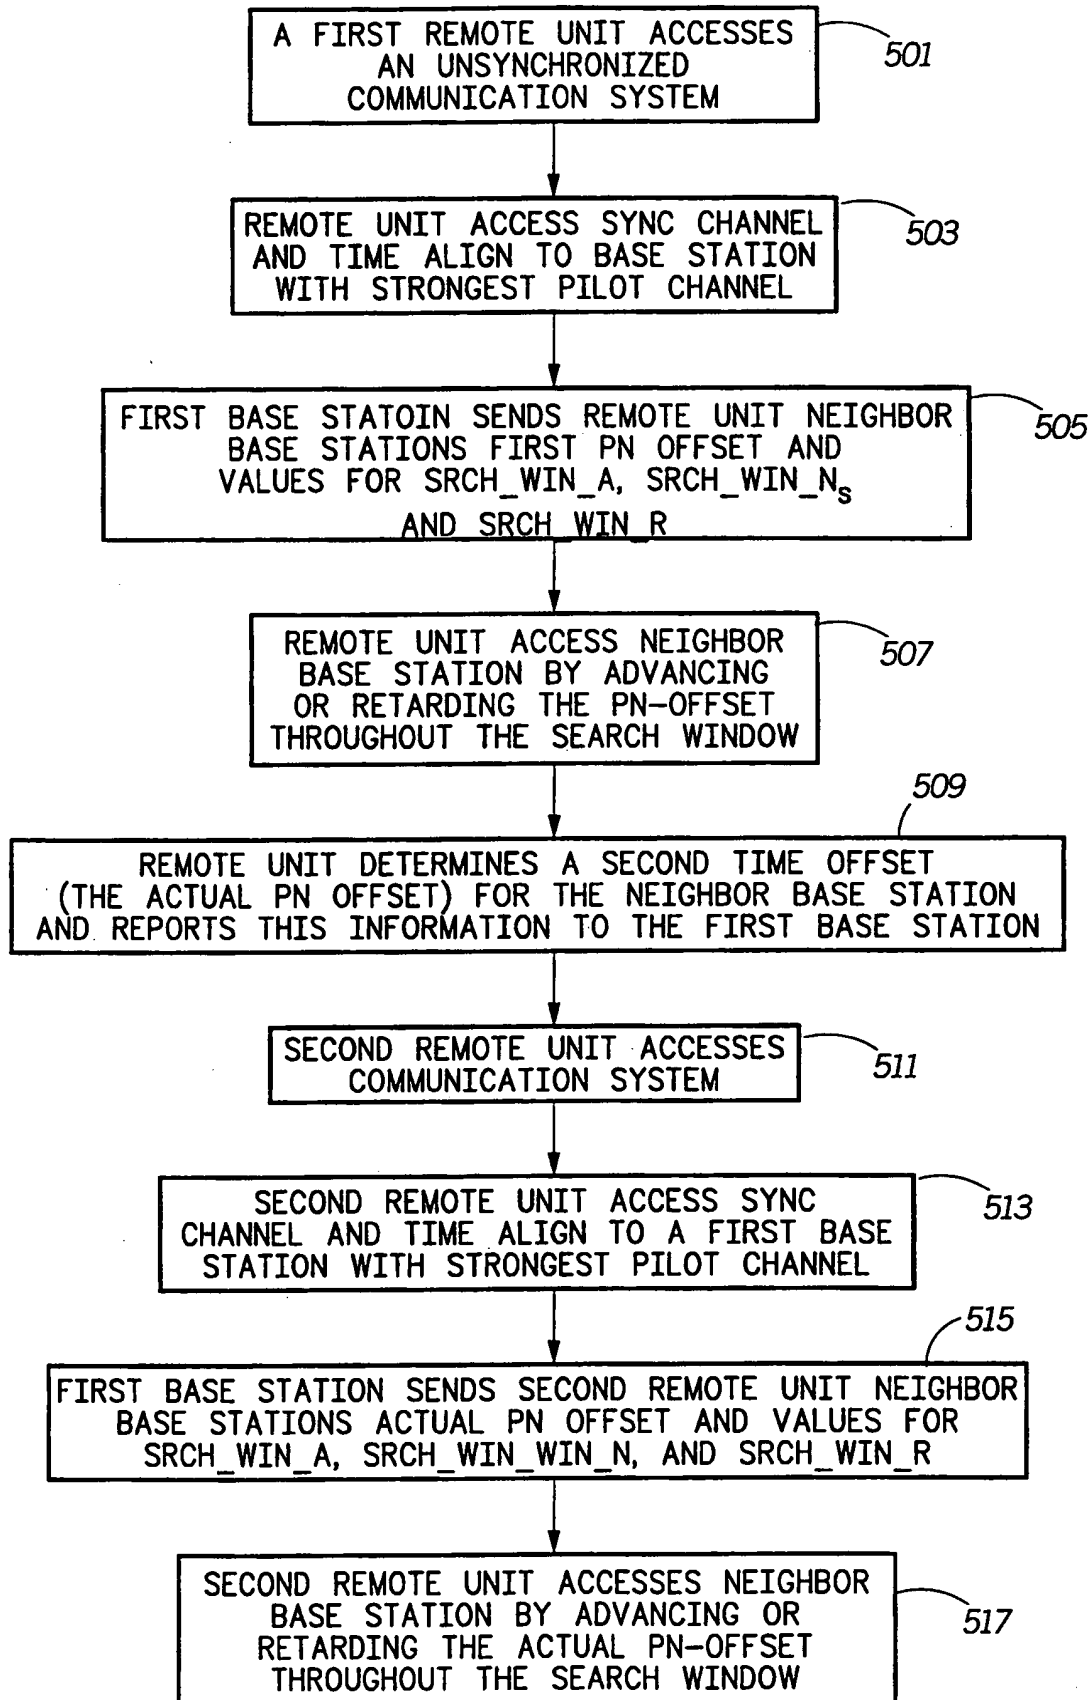 A FIRST REMOTE UNIT ACCESSES
AN UNSYNCHRONIZED
COMMUNICATION SYSTEM
501
REMOTE UNIT ACCESS SYNC CHANNEL
AND TIME ALIGN TO BASE STATION
WITH STRONGEST PILOT CHANNEL
503
FIRST BASE STATOIN SENDS REMOTE UNIT NEIGHBOR
BASE STATIONS FIRST PN OFFSET AND
VALUES FOR SRCH_WIN_A, SRCH_WIN_Ns
AND SRCH_WIN_R
505
REMOTE UNIT ACCESS NEIGHBOR
BASE STATION BY ADVANCING
OR RETARDING THE PN-OFFSET
THROUGHOUT THE SEARCH WINDOW
507
509
REMOTE UNIT DETERMINES A SECOND TIME OFFSET
(THE ACTUAL PN OFFSET) FOR THE NEIGHBOR BASE STATION
AND REPORTS THIS INFORMATION TO THE FIRST BASE STATION
SECOND REMOTE UNIT ACCESSES
COMMUNICATION SYSTEM
511
SECOND REMOTE UNIT ACCESS SYNC
CHANNEL AND TIME ALIGN TO A FIRST BASE
STATION WITH STRONGEST PILOT CHANNEL
513
515
FIRST BASE STATION SENDS SECOND REMOTE UNIT NEIGHBOR
BASE STATIONS ACTUAL PN OFFSET AND VALUES FOR
SRCH_WIN_A, SRCH_WIN_WIN_N, AND SRCH_WIN_R
SECOND REMOTE UNIT ACCESSES NEIGHBOR
BASE STATION BY ADVANCING OR
RETARDING THE ACTUAL PN-OFFSET
THROUGHOUT THE SEARCH WINDOW
517